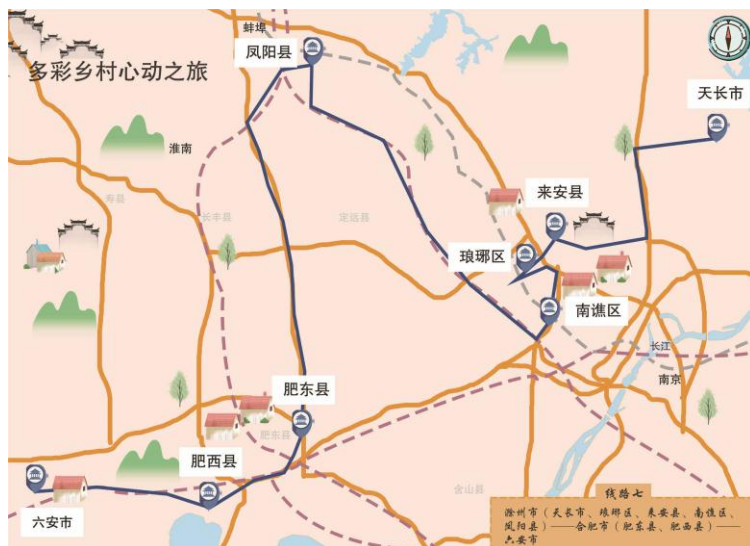 蚌埠
凤阳县
多彩乡村心动之旅
天长市
淮南
来安县
寿县
长丰县
定远县
琅琊区
南谯区
长江
南京
肥东县
肥东县
肥西县
含山县
六安市
线路七
滁州市（天长市、琅琊区、来安县、南谯区、
凤阳县）——合肥市（肥东县、肥西县）——
六安市